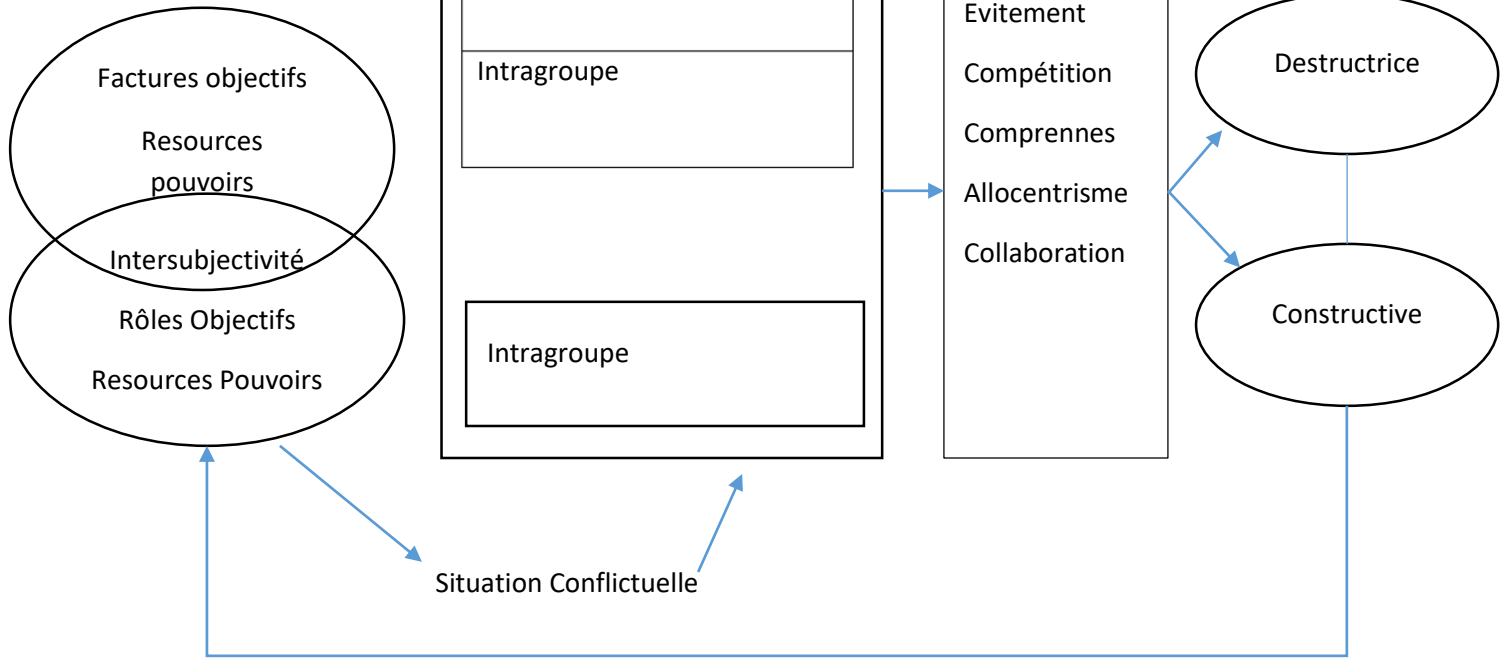 Factures objectifs
Resources
pouvoirs
Intersubjectivité
Rôles Objectifs
Resources Pouvoirs
Intragroupe
Intragroupe
Situation Conflictuelle
Evitement
Compétition
Comprennes
Allocentrisme
Collaboration
Destructrice
Constructive